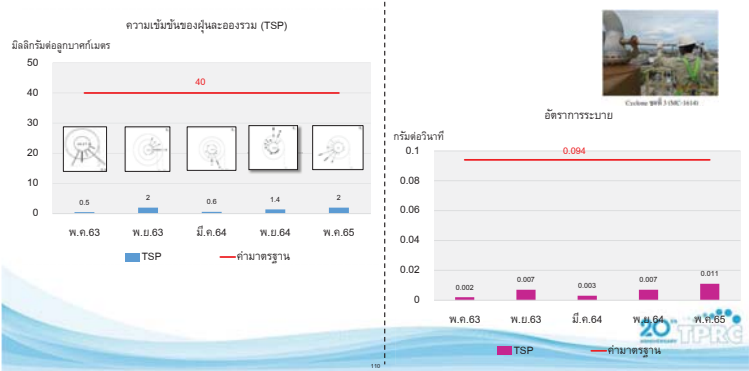 ความเข้มข้นของฝุ่นละอองรวม (TSP)
มิลลิกรัมต่อลูกบาศก์เมตร
50
40
30
20
10
0
40
0.5
2
0.6
1.4
2
พ.ค.63
พ.ย.63
มี.ค.64
พ.ย.64
พ.ค.65
TSP
ค่ามาตรฐาน
Cyclone ชุดที่ 3 (MC-3614)
อัตราการระบาย
กรัมต่อวินาที
0.1
0.08
0.06
0.04
0.02
0
0.094
0.002
0.007
0.003
0.007
0.011
พ.ค.63
พ.ย.63
มี.ค.64
พ.ย.64
พ.ค.65
TSP
ค่ามาตรฐาน
20
ANNIVERSARY
TPRC
110